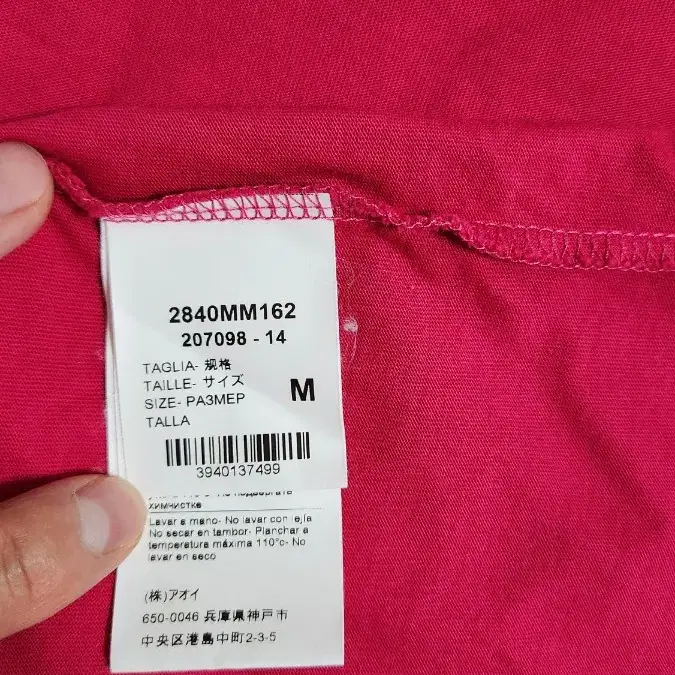 2840MM162
207098 - 14
TAGLIA- 规格
TAILLE- サイズ
SIZE- РАЗМЕР
TALLA
M
3940137499
химчистке
Lavar a mano- No lavar con lejía
No secar en tambor- Planchar a
temperatura máxima 110°c- No
lavar en seco
(株)アオイ
650-0046 兵庫県神戸市
中央区港島中町2-3-5